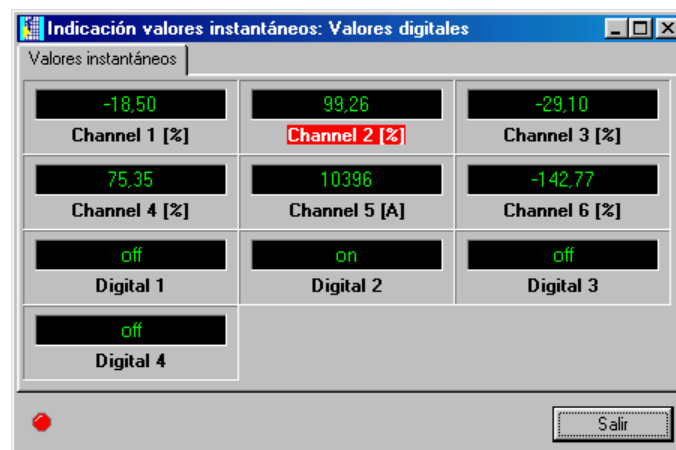 Indicación valores instantáneos: Valores digitales
Valores instantáneos
-18,50 99,26 -29,10
Channel 1 [%] Channel 2 [%] Channel 3 [%]
75,35 10396 -142,77
Channel 4 [%] Channel 5 [A] Channel 6 [%]
off on off
Digital 1 Digital 2 Digital 3
off
Digital 4
Salir